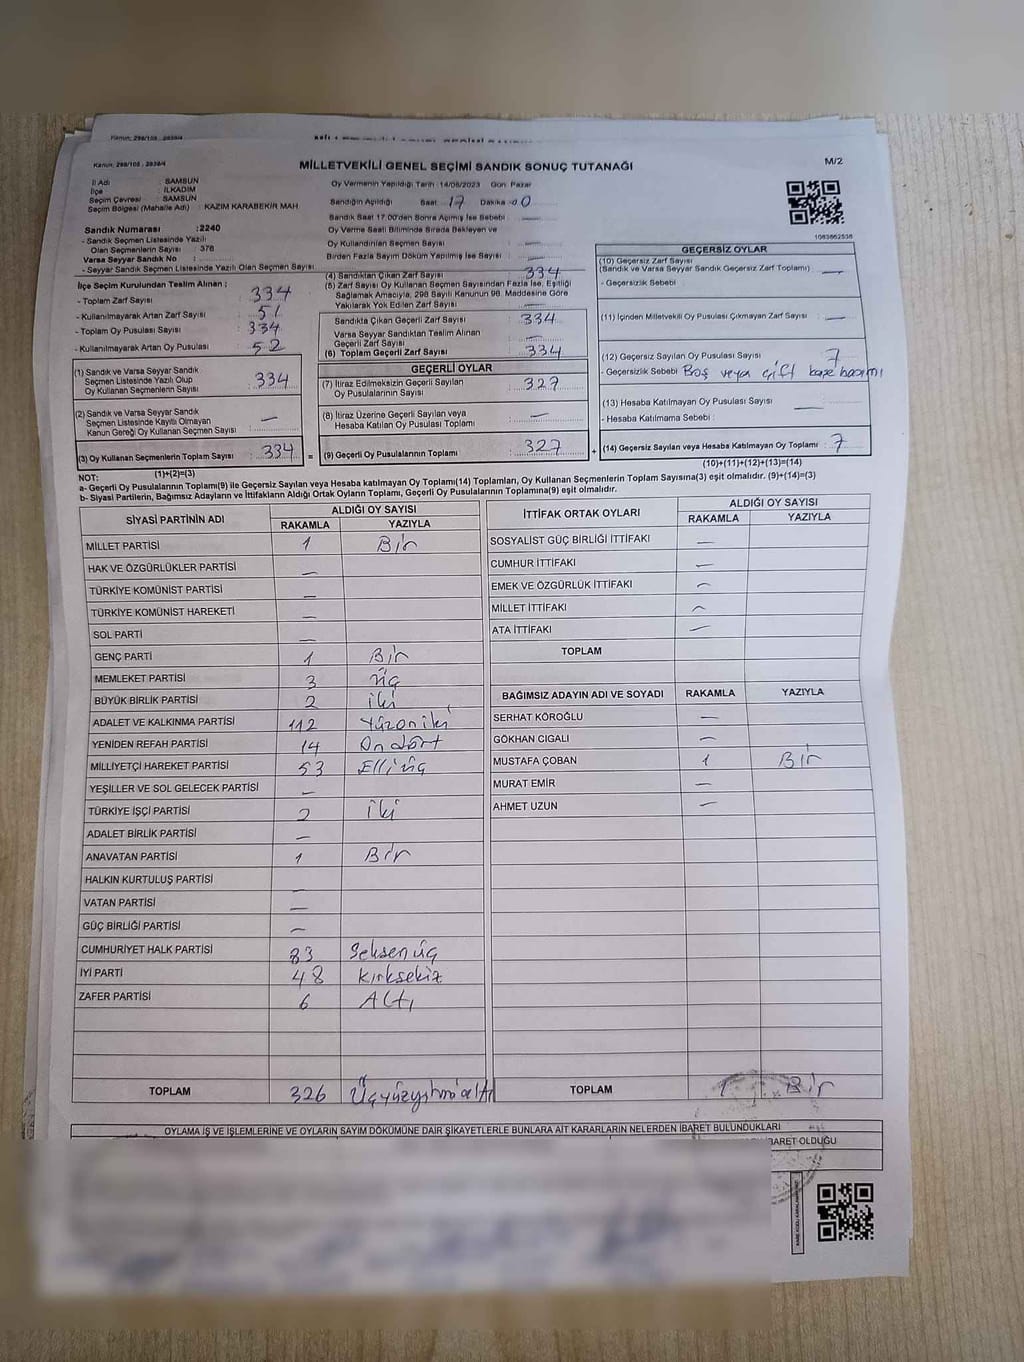 Kanun: 298/105 - 2839/4
Kanun: 298/105 - 2839/4
MİLLETVEKİLİ GENEL SEÇİMİ SANDIK SONUÇ TUTANAĞI
M/2
İl Adı : SAMSUN
İlçe : İLKADIM
Seçim Çevresi : SAMSUN
Seçim Bölgesi (Mahalle Adı) : KAZIM KARABEKİR MAH
Sandık Numarası :2240
- Sandık Seçmen Listesinde Yazılı
Olan Seçmenlerin Sayısı : 378
Varsa Seyyar Sandık No :
- Seyyar Sandık Seçmen Listesinde Yazılı Olan Seçmen Sayısı
Oy Vermenin Yapıldığı Tarih :14/05/2023 Gün: Pazar
Sandığın Açıldığı Saat 17 Dakika 00
Sandık Saat 17:00'den Sonra Açılmış İse Sebebi : —
Oy Verme Saati Bitiminde Sırada Bekleyen ve
Oy Kullandırılan Seçmen Sayısı : —
Birden Fazla Sayım Döküm Yapılmış İse Sayısı : —
1083862538
İlçe Seçim Kurulundan Teslim Alınan :
- Toplam Zarf Sayısı : 334
- Kullanılmayarak Artan Zarf Sayısı : 51
- Toplam Oy Pusulası Sayısı : 334
- Kullanılmayarak Artan Oy Pusulası : 52
(1) Sandık ve Varsa Seyyar Sandık
Seçmen Listesinde Yazılı Olup
Oy Kullanan Seçmenlerin Sayısı : 334
(2) Sandık ve Varsa Seyyar Sandık
Seçmen Listesinde Kayıtlı Olmayan
Kanun Gereği Oy Kullanan Seçmen Sayısı : —
(3) Oy Kullanan Seçmenlerin Toplam Sayısı : 334 =
(1)+(2)=(3)
(4) Sandıktan Çıkan Zarf Sayısı : 334
(5) Zarf Sayısı Oy Kullanan Seçmen Sayısından Fazla İse, Eşitliği
Sağlamak Amacıyla, 298 Sayılı Kanunun 98. Maddesine Göre
Yakılarak Yok Edilen Zarf Sayısı : —
Sandıkta Çıkan Geçerli Zarf Sayısı : 334
Varsa Seyyar Sandıktan Teslim Alınan
Geçerli Zarf Sayısı : —
(6) Toplam Geçerli Zarf Sayısı : 334
GEÇERLİ OYLAR
(7) İtiraz Edilmeksizin Geçerli Sayılan
Oy Pusulalarının Sayısı : 327
(8) İtiraz Üzerine Geçerli Sayılan veya
Hesaba Katılan Oy Pusulası Toplamı : —
(9) Geçerli Oy Pusulalarının Toplamı : 327 +
GEÇERSİZ OYLAR
(10) Geçersiz Zarf Sayısı
(Sandık ve Varsa Seyyar Sandık Geçersiz Zarf Toplamı) : —
- Geçersizlik Sebebi :
(11) İçinden Milletvekili Oy Pusulası Çıkmayan Zarf Sayısı : —
(12) Geçersiz Sayılan Oy Pusulası Sayısı : 7
- Geçersizlik Sebebi : Boş veya çift kaşe basımı
(13) Hesaba Katılmayan Oy Pusulası Sayısı : —
- Hesaba Katılmama Sebebi :
(14) Geçersiz Sayılan veya Hesaba Katılmayan Oy Toplamı : 7
(10)+(11)+(12)+(13)=(14)
NOT:
a- Geçerli Oy Pusulalarının Toplamı(9) ile Geçersiz Sayılan veya Hesaba katılmayan Oy Toplamı(14) Toplamları, Oy Kullanan Seçmenlerin Toplam Sayısına(3) eşit olmalıdır. (9)+(14)=(3)
b- Siyasi Partilerin, Bağımsız Adayların ve İttifakların Aldığı Ortak Oyların Toplamı, Geçerli Oy Pusulalarının Toplamına(9) eşit olmalıdır.
SİYASİ PARTİNİN ADI ALDIĞI OY SAYISI
RAKAMLA YAZIYLA
MİLLET PARTİSİ 1 Bir
HAK VE ÖZGÜRLÜKLER PARTİSİ —
TÜRKİYE KOMÜNİST PARTİSİ —
TÜRKİYE KOMÜNİST HAREKETİ —
SOL PARTİ —
GENÇ PARTİ 1 Bir
MEMLEKET PARTİSİ 3 üç
BÜYÜK BİRLİK PARTİSİ 2 iki
ADALET VE KALKINMA PARTİSİ 112 Yüzoniki
YENİDEN REFAH PARTİSİ 14 On dört
MİLLİYETÇİ HAREKET PARTİSİ 53 Elliüç
YEŞİLLER VE SOL GELECEK PARTİSİ —
TÜRKİYE İŞÇİ PARTİSİ 2 iki
ADALET BİRLİK PARTİSİ —
ANAVATAN PARTİSİ 1 Bir
HALKIN KURTULUŞ PARTİSİ —
VATAN PARTİSİ —
GÜÇ BİRLİĞİ PARTİSİ —
CUMHURİYET HALK PARTİSİ 83 Seksenüç
İYİ PARTİ 48 Kırksekiz
ZAFER PARTİSİ 6 Altı
TOPLAM 326 Üçyüzyirmialtı
İTTİFAK ORTAK OYLARI ALDIĞI OY SAYISI
RAKAMLA YAZIYLA
SOSYALİST GÜÇ BİRLİĞİ İTTİFAKI —
CUMHUR İTTİFAKI —
EMEK VE ÖZGÜRLÜK İTTİFAKI —
MİLLET İTTİFAKI —
ATA İTTİFAKI —
TOPLAM
BAĞIMSIZ ADAYIN ADI VE SOYADI RAKAMLA YAZIYLA
SERHAT KÖROĞLU —
GÖKHAN CIGALI —
MUSTAFA ÇOBAN 1 Bir
MURAT EMİR —
AHMET UZUN —
TOPLAM 1 Bir
OYLAMA İŞ VE İŞLEMLERİNE VE OYLARIN SAYIM DÖKÜMÜNE DAİR ŞİKAYETLERLE BUNLARA AİT KARARLARIN NELERDEN İBARET BULUNDUKLARI
İBARET OLDUĞU